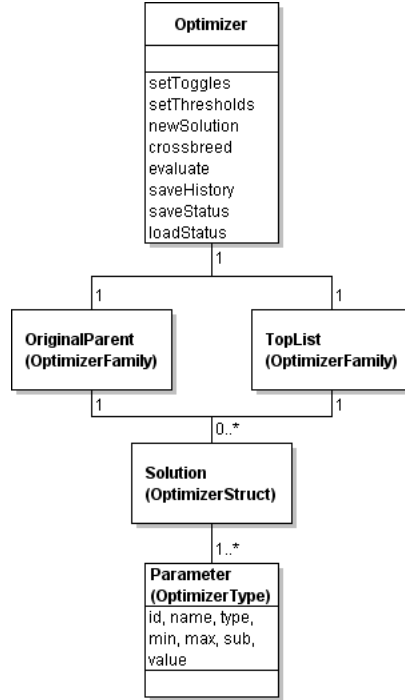 Optimizer
setToggles
setThresholds
newSolution
crossbreed
evaluate
saveHistory
saveStatus
loadStatus
1
1
1
OriginalParent
(OptimizerFamily)
TopList
(OptimizerFamily)
1
1
0..*
Solution
(OptimizerStruct)
1..*
Parameter
(OptimizerType)
id, name, type,
min, max, sub,
value